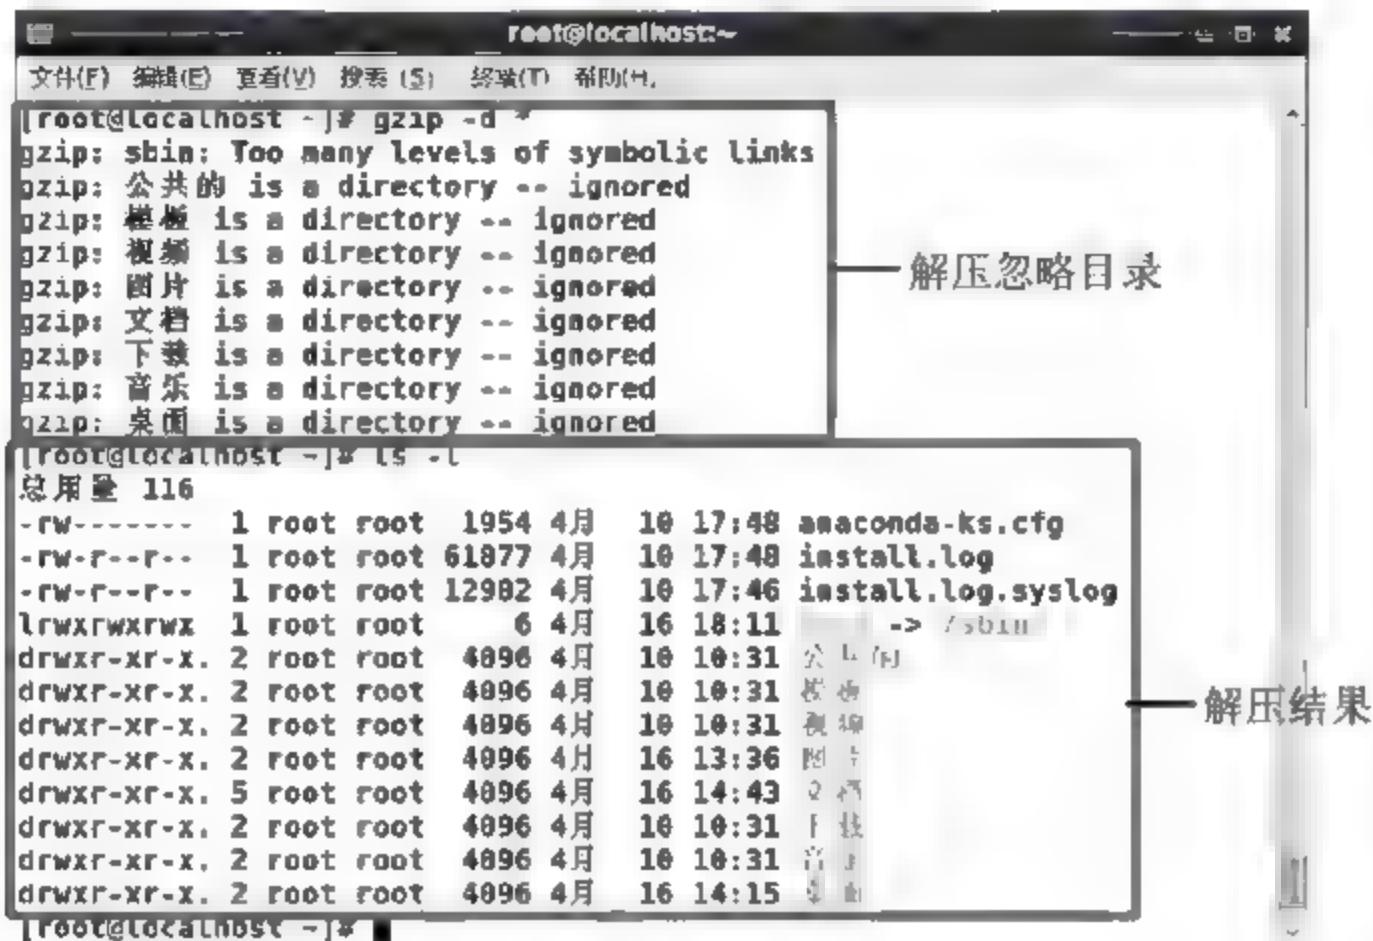 root@localhost:~
文件(F) 编辑(E) 查看(V) 搜索 (S) 终端(T) 帮助(H)
[root@localhost ~]# gzip -d *
gzip: sbin: Too many levels of symbolic links
gzip: 公共的 is a directory -- ignored
gzip: 模板 is a directory -- ignored
gzip: 视频 is a directory -- ignored
gzip: 图片 is a directory -- ignored
gzip: 文档 is a directory -- ignored
gzip: 下载 is a directory -- ignored
gzip: 音乐 is a directory -- ignored
gzip: 桌面 is a directory -- ignored
解压忽略目录
[root@localhost ~]# ls -l
总用量 116
-rw------- 1 root root 1954 4月 10 17:48 anaconda-ks.cfg
-rw-r--r-- 1 root root 61077 4月 10 17:48 install.log
-rw-r--r-- 1 root root 12902 4月 10 17:46 install.log.syslog
lrwxrwxrwx 1 root root 6 4月 16 18:11 -> /sbin
drwxr-xr-x. 2 root root 4096 4月 10 10:31
drwxr-xr-x. 2 root root 4096 4月 10 10:31
drwxr-xr-x. 2 root root 4096 4月 10 10:31
drwxr-xr-x. 2 root root 4096 4月 16 13:36
drwxr-xr-x. 5 root root 4096 4月 16 14:43
drwxr-xr-x. 2 root root 4096 4月 10 10:31
drwxr-xr-x. 2 root root 4096 4月 10 10:31
drwxr-xr-x. 2 root root 4096 4月 16 14:15
解压结果
[root@localhost ~]#